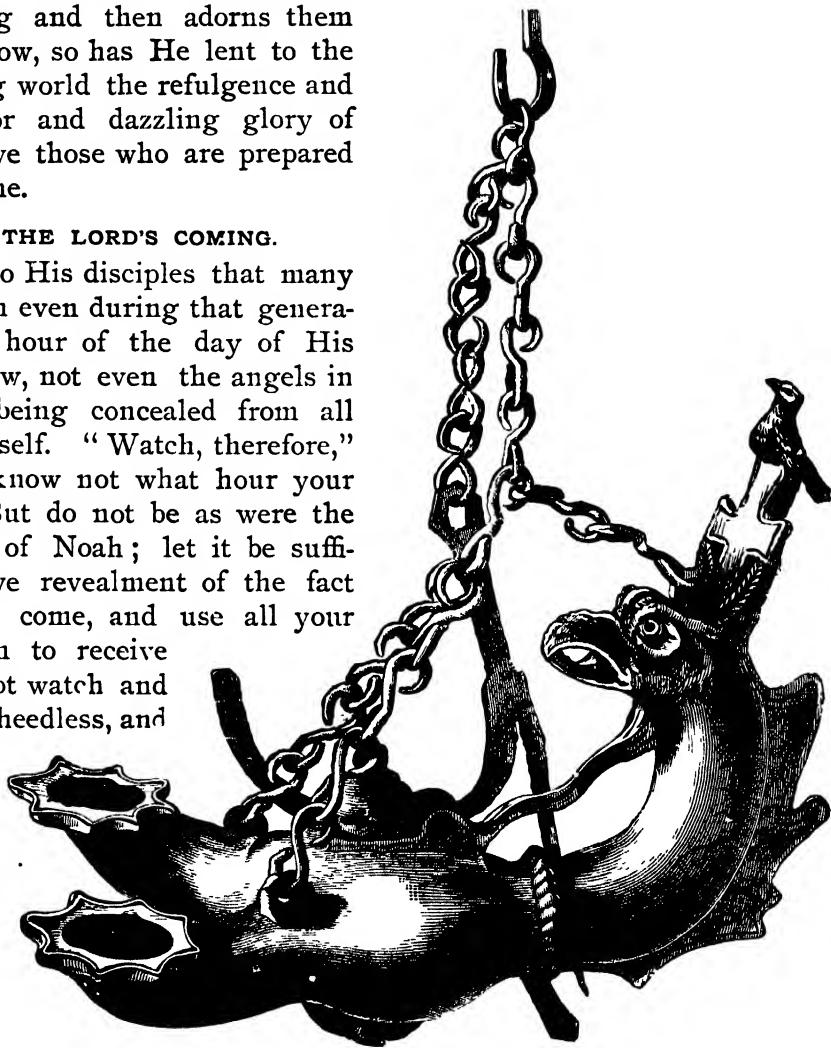 g and then adorns them
ow, so has He lent to the
g world the refulgence and
or and dazzling glory of
ve those who are prepared
ne.
THE LORD'S COMING.
o His disciples that many
n even during that genera-
hour of the day of His
w, not even the angels in
being concealed from all
self. “ Watch, therefore,”
know not what hour your
But do not be as were the
of Noah ; let it be suffi-
ve revealment of the fact
come, and use all your
n to receive
ot watch and
heedless, and